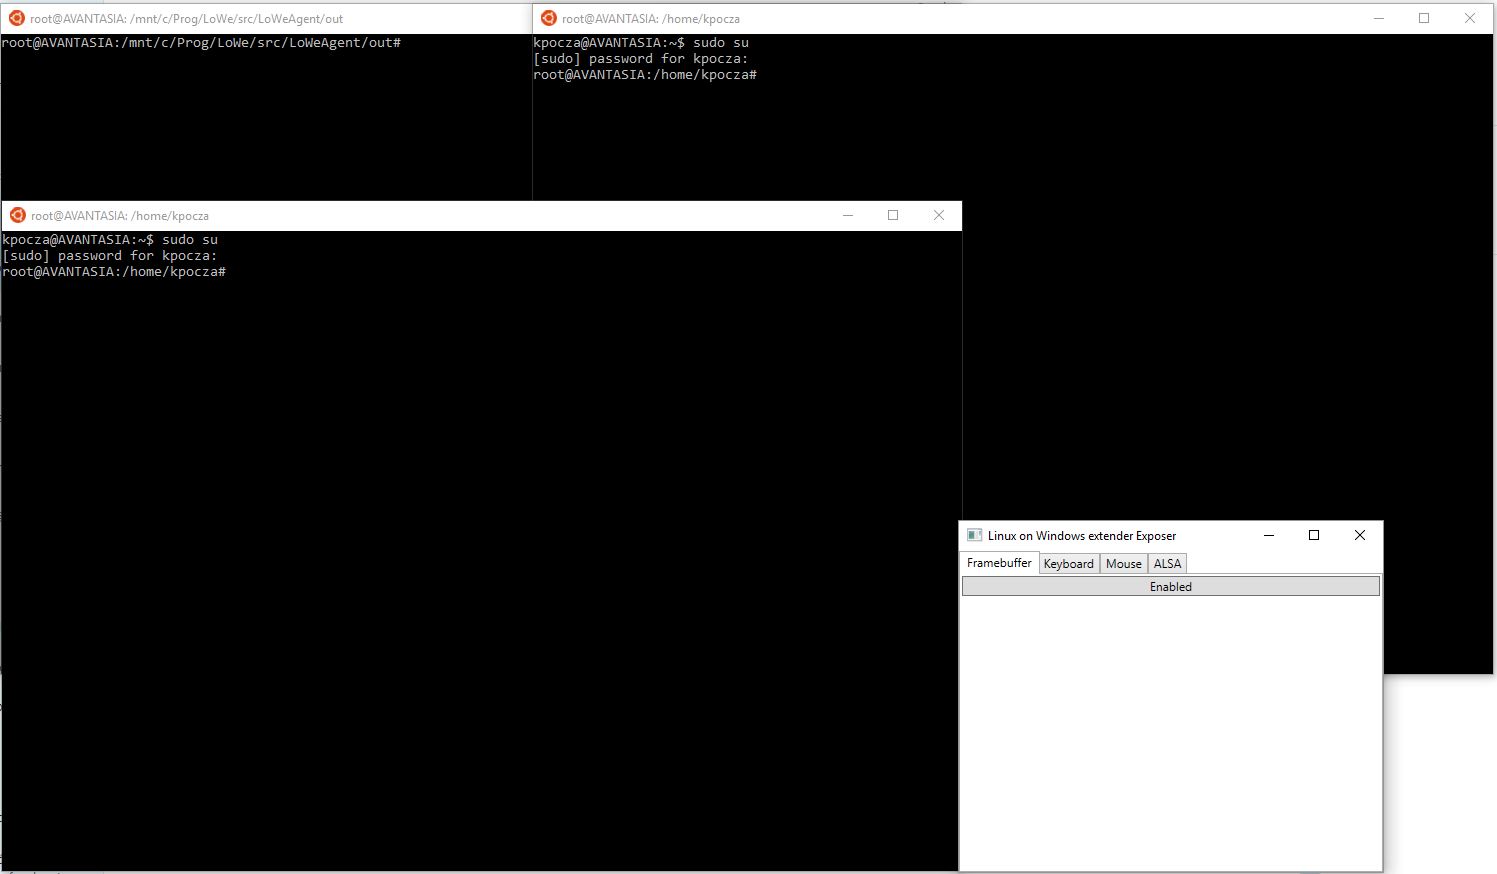 root@AVANTASIA: /mnt/c/Prog/LoWe/src/LoWeAgent/out
root@AVANTASIA:/mnt/c/Prog/LoWe/src/LoWeAgent/out#
root@AVANTASIA: /home/kpocza
kpocza@AVANTASIA:~$ sudo su
[sudo] password for kpocza:
root@AVANTASIA:/home/kpocza#
root@AVANTASIA: /home/kpocza
kpocza@AVANTASIA:~$ sudo su
[sudo] password for kpocza:
root@AVANTASIA:/home/kpocza#
Linux on Windows extender Exposer
Framebuffer Keyboard Mouse ALSA
Enabled